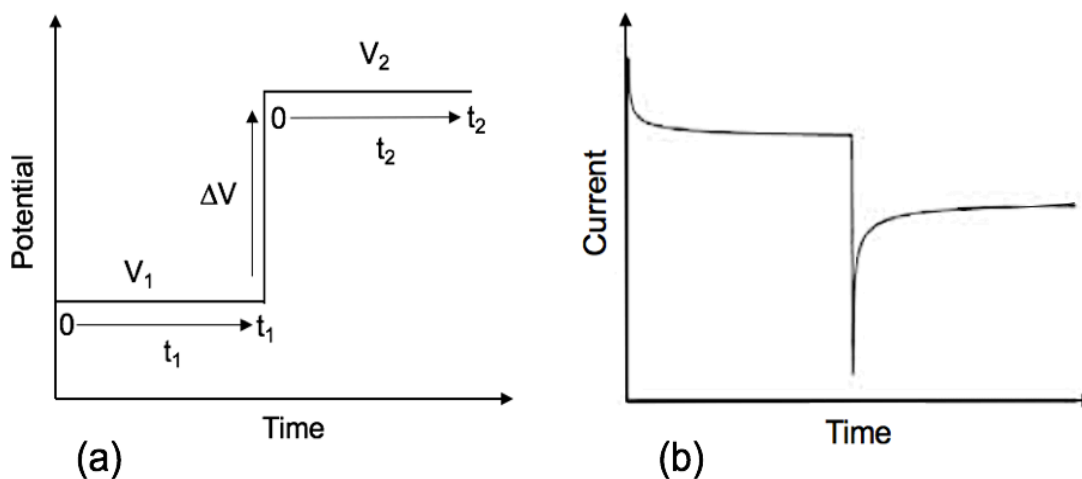 Potential
V₂
0
t₂
t₂
ΔV
V₁
0
t₁
t₁
Time
(a)
Current
Time
(b)